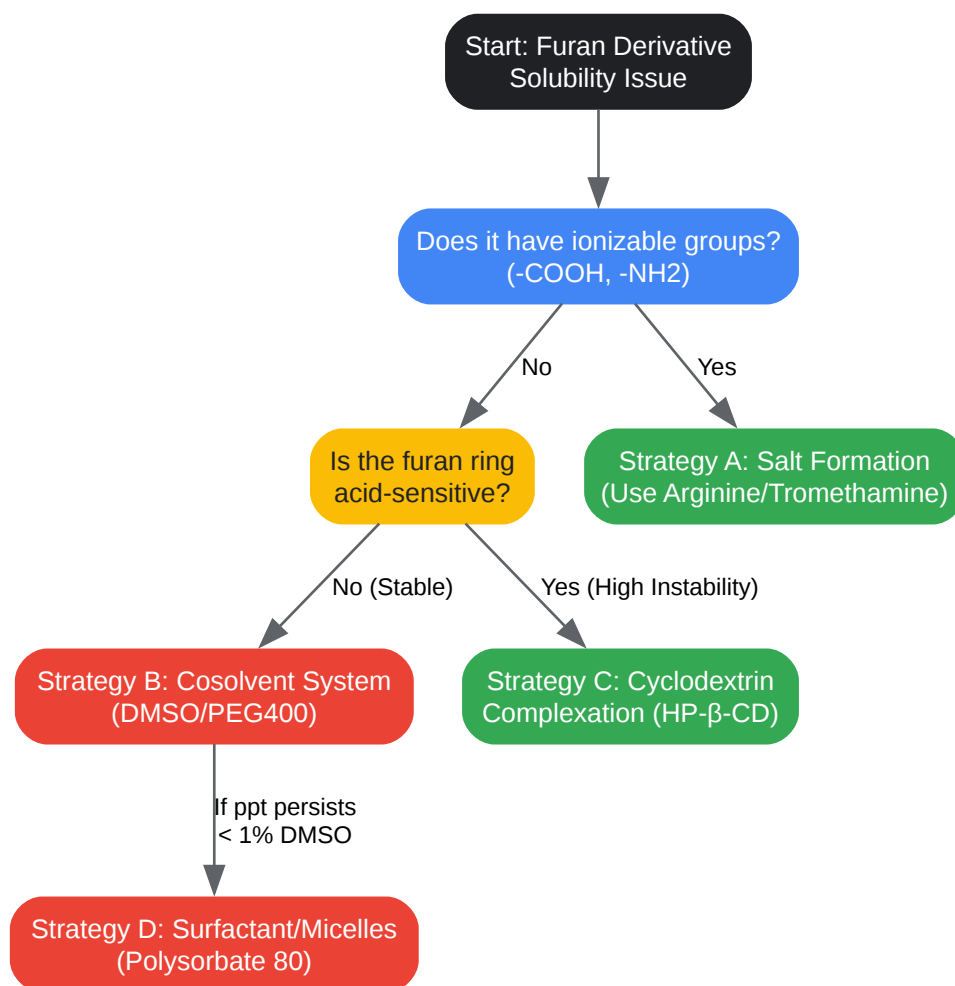 Start: Furan Derivative
Solubility Issue
Does it have ionizable groups?
(-COOH, -NH2)
No
Yes
Is the furan ring
acid-sensitive?
Strategy A: Salt Formation
(Use Arginine/Tromethamine)
No (Stable)
Yes (High Instability)
Strategy B: Cosolvent System
(DMSO/PEG400)
Strategy C: Cyclodextrin
Complexation (HP-β-CD)
If ppt persists
< 1% DMSO
Strategy D: Surfactant/Micelles
(Polysorbate 80)